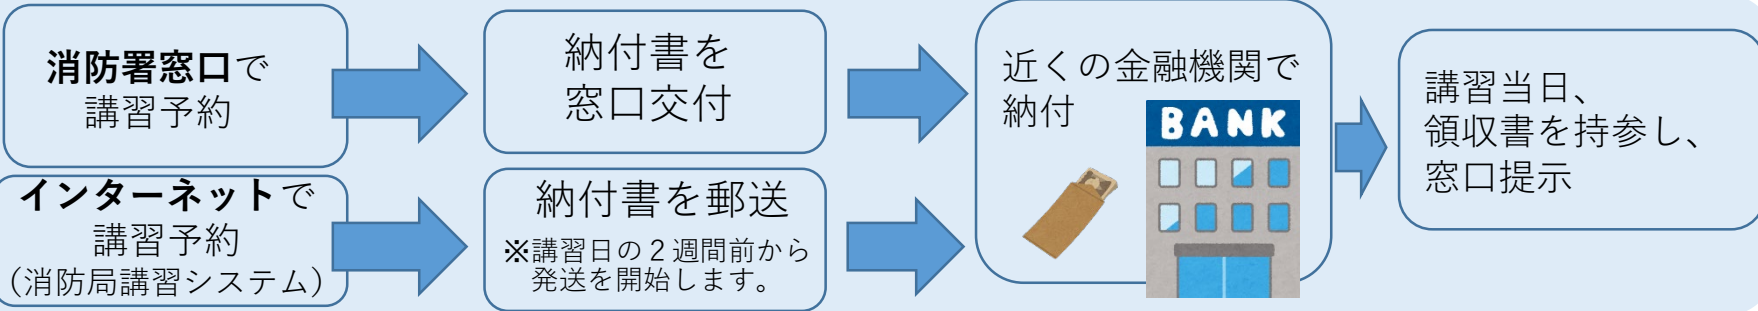 消防署窓口で
講習予約
納付書を
窓口交付
インターネットで
講習予約
（消防局講習システム）
納付書を郵送
※講習日の２週間前から
発送を開始します。
近くの金融機関で
納付
BANK
講習当日、
領収書を持参し、
窓口提示